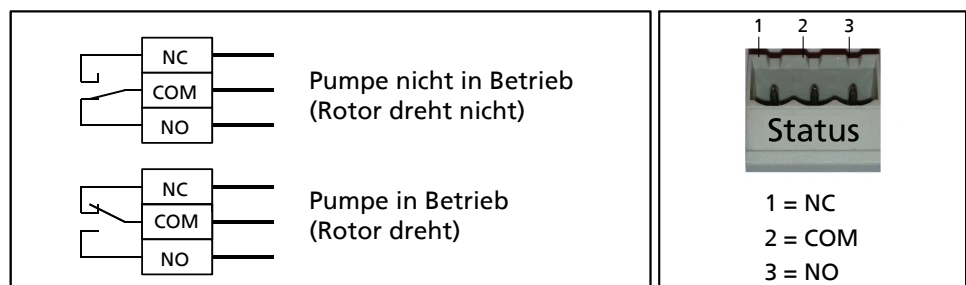 NC
COM
NO
Pumpe nicht in Betrieb
(Rotor dreht nicht)
NC
COM
NO
Pumpe in Betrieb
(Rotor dreht)
1 2 3
Status
1 = NC
2 = COM
3 = NO